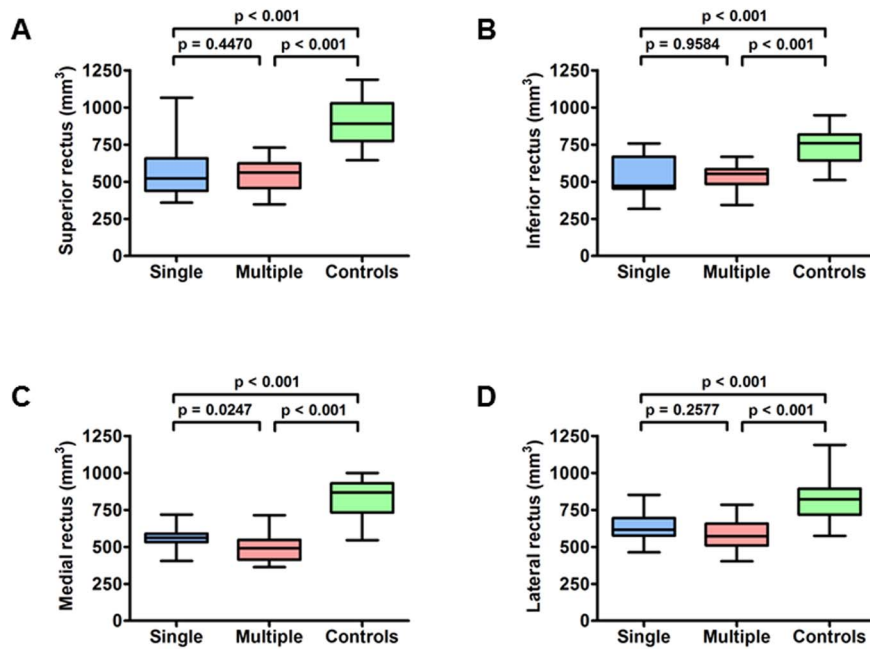 A
p < 0.001
p = 0.4470
p < 0.001
Superior rectus (mm³)
1250
1000
750
500
250
0
Single
Multiple
Controls
B
p < 0.001
p = 0.9584
p < 0.001
Inferior rectus (mm³)
1250
1000
750
500
250
0
Single
Multiple
Controls
C
p < 0.001
p = 0.0247
p < 0.001
Medial rectus (mm³)
1250
1000
750
500
250
0
Single
Multiple
Controls
D
p < 0.001
p = 0.2577
p < 0.001
Lateral rectus (mm³)
1250
1000
750
500
250
0
Single
Multiple
Controls